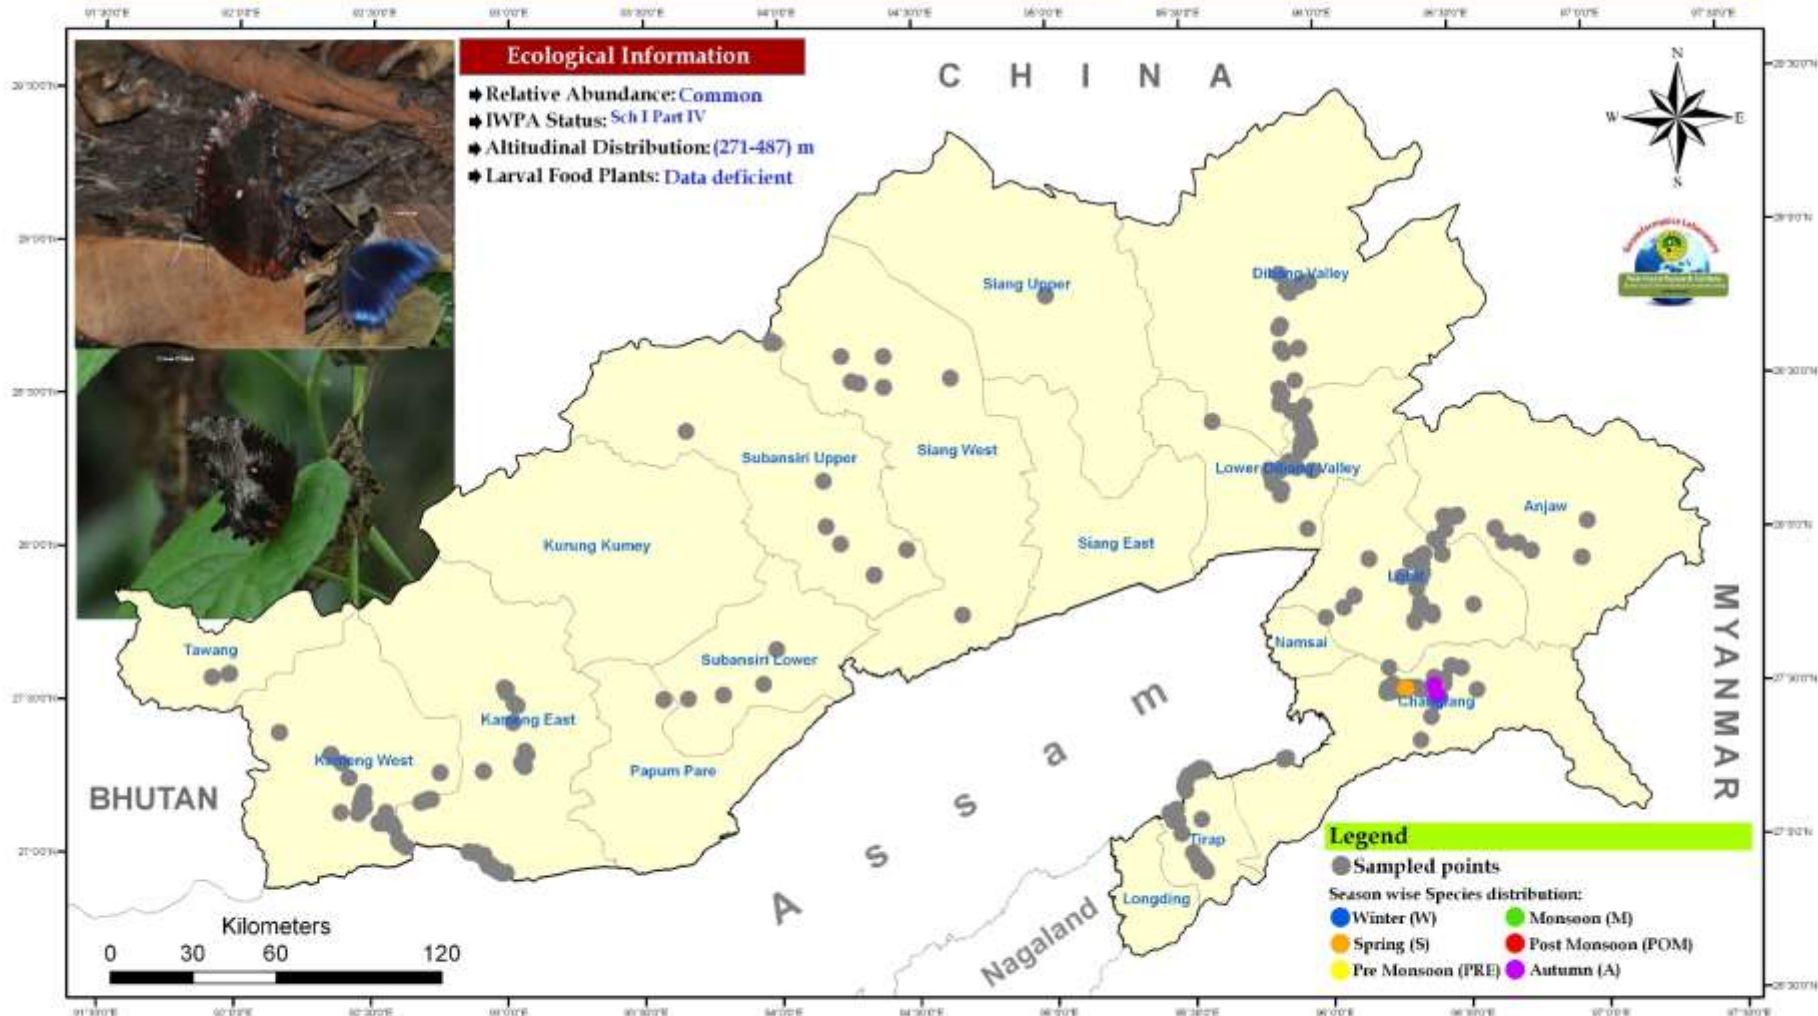 Ecological Information
Relative Abundance: Common
IWPA Status: Sch I Part IV
Altitudinal Distribution: (271-487) m
Larval Food Plants: Data deficient
C H I N A
N
W E
S
Dibang Valley
Siang Upper
Siang West
Subansiri Upper
Lower Dibang Valley
Anjaw
Kurung Kumey
Siang East
Lohit
Namsai
Tawang
Subansiri Lower
Changlang
Kameng East
Kameng West
Papum Pare
BHUTAN
MYANMAR
A s s a m
Tirap
Longding
Nagaland
Kilometers
0 30 60 120
Legend
Sampled points
Season wise Species distribution:
Winter (W) Monsoon (M)
Spring (S) Post Monsoon (POM)
Pre Monsoon (PRE) Autumn (A)